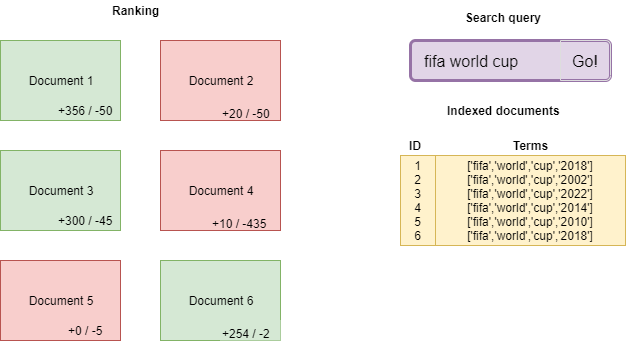 Ranking
Document 1
+356 / -50
Document 2
+20 / -50
Document 3
+300 / -45
Document 4
+10 / -435
Document 5
+0 / -5
Document 6
+254 / -2
Search query
fifa world cup Go!
Indexed documents
ID Terms
1 ['fifa','world','cup','2018']
2 ['fifa','world','cup','2002']
3 ['fifa','world','cup','2022']
4 ['fifa','world','cup','2014']
5 ['fifa','world','cup','2010']
6 ['fifa','world','cup','2018']